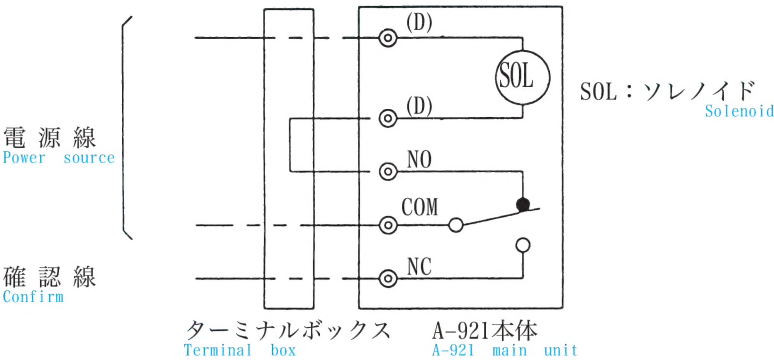 (D)
SOL
SOL：ソレノイド
Solenoid
(D)
電源線
Power source
NO
COM
NC
確認線
Confirm
ターミナルボックス
Terminal box
A-921本体
A-921 main unit